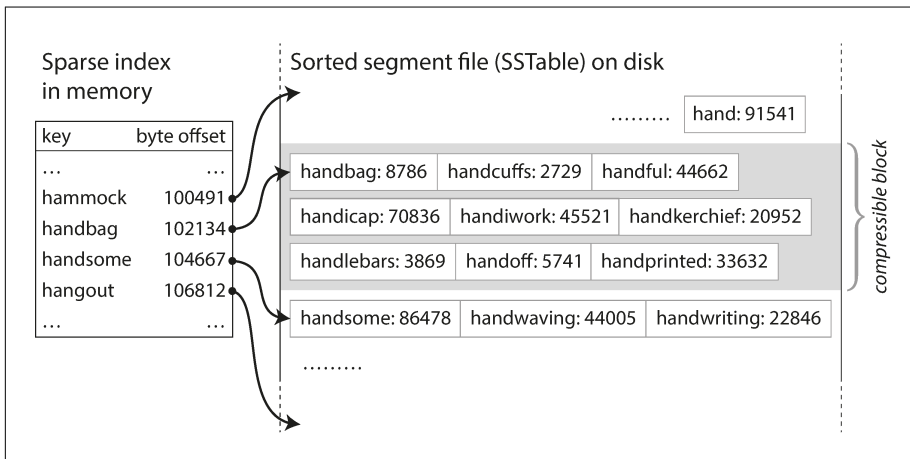 Sparse index
in memory
key byte offset
... ...
hammock 100491
handbag 102134
handsome 104667
hangout 106812
... ...
Sorted segment file (SSTable) on disk
......... hand: 91541
handbag: 8786 handcuffs: 2729 handful: 44662
handicap: 70836 handiwork: 45521 handkerchief: 20952
handlebars: 3869 handoff: 5741 handprinted: 33632
handsome: 86478 handwaving: 44005 handwriting: 22846
.........
compressible block